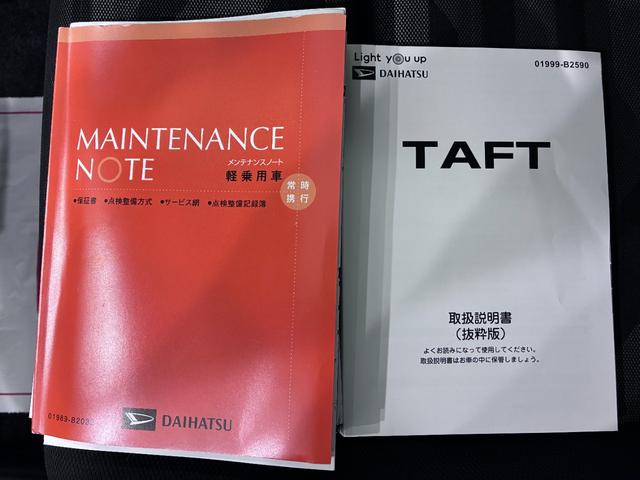 MAINTENANCE
NOTE
メンテナンスノート
軽乗用車
常時
携行
•保証書 •点検整備方式 •サービス網 •点検整備記録簿
DAIHATSU
Light you up
DAIHATSU
01999-B2590
TAFT
取扱説明書
（抜粋版）
よくお読みになって使用してください。
取扱説明書はお車の中に保管しましょう。